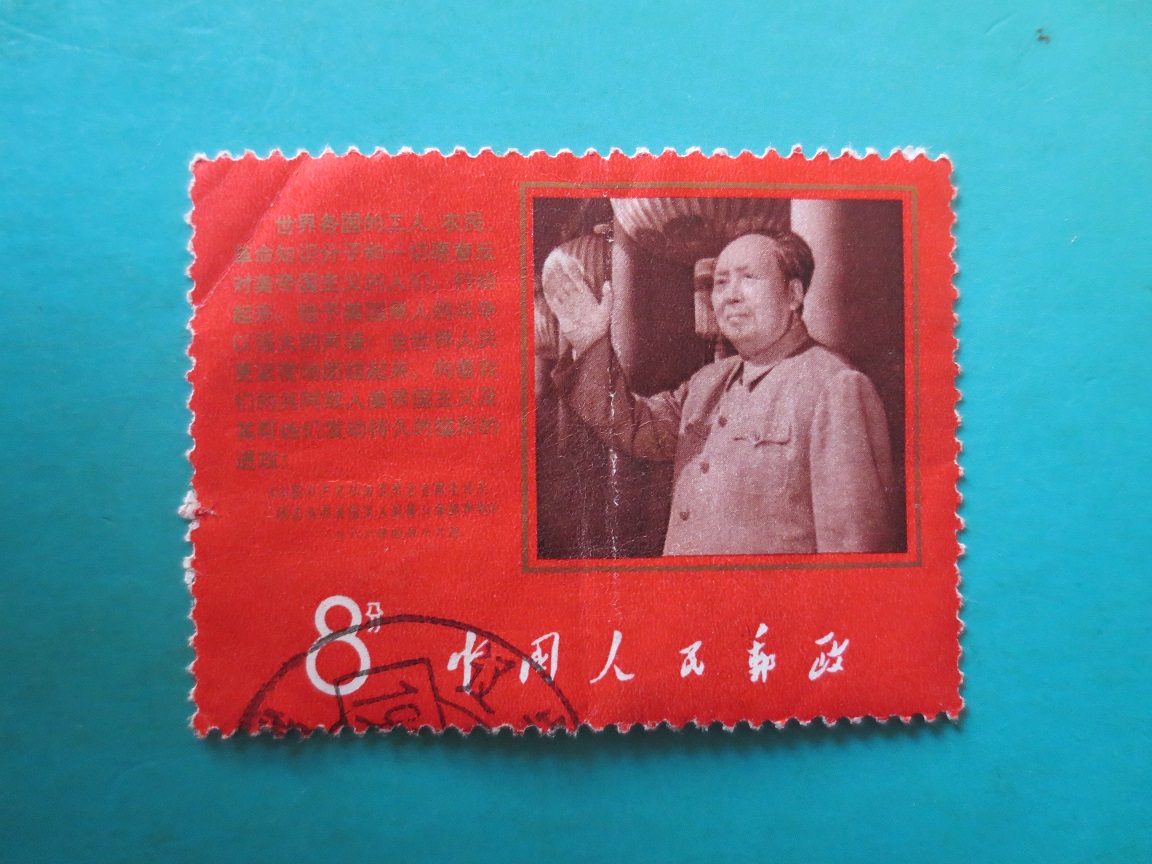 世界各国的工人、农民、
革命知识分子和一切愿意反
对美帝国主义的人们，行动
起来，给予美国黑人的斗争
以强大的声援！全世界人民
更紧密地团结起来，向着我
们的共同敌人美帝国主义及
其帮凶们发动持久的猛烈的
进攻！
8分
中国人民郵政